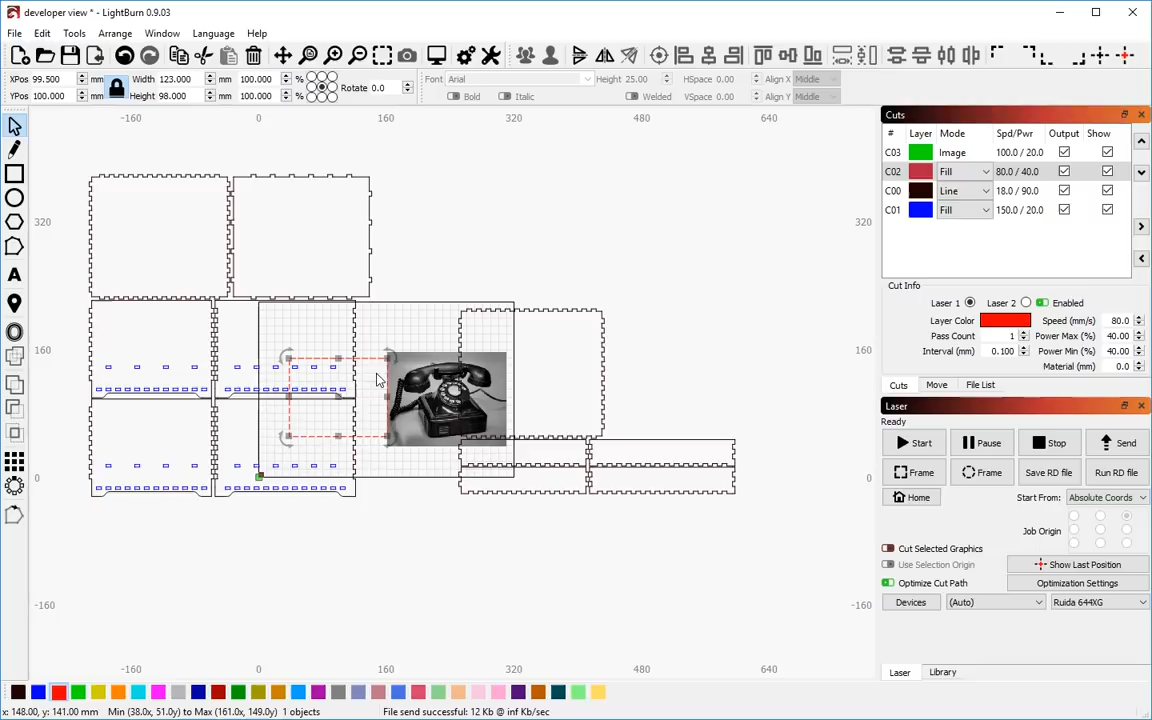 developer view * - LightBurn 0.9.03
File Edit Tools Arrange Window Language Help
XPos 99.500 mm Width 123.000 mm 100.000 % Rotate 0.0 Font Arial Height 25.00 HSpace 0.00 Align X Middle
YPos 100.000 mm Height 98.000 mm 100.000 % Bold Italic Welded VSpace 0.00 Align Y Middle
-160 0 160 320 480 640
320 320
160 160
0 0
-160 -160
-160 0 160 320 480 640
Cuts
# Layer Mode Spd/Pwr Output Show
C03 Image 100.0 / 20.0
C02 Fill 80.0 / 40.0
C00 Line 18.0 / 90.0
C01 Fill 150.0 / 20.0
Cut Info
Laser 1 Laser 2 Enabled
Layer Color Speed (mm/s) 80.0
Pass Count 1 Power Max (%) 40.00
Interval (mm) 0.100 Power Min (%) 40.00
Material (mm) 0.0
Cuts Move File List
Laser
Ready
Start Pause Stop Send
Frame Frame Save RD file Run RD file
Home Start From: Absolute Coords
Job Origin
Cut Selected Graphics
Use Selection Origin Show Last Position
Optimize Cut Path Optimization Settings
Devices (Auto) Ruida 644XG
Laser Library
x: 148.00, y: 141.00 mm Min (38.0x, 51.0y) to Max (161.0x, 149.0y) 1 objects File send successful: 12 Kb @ inf Kb/sec